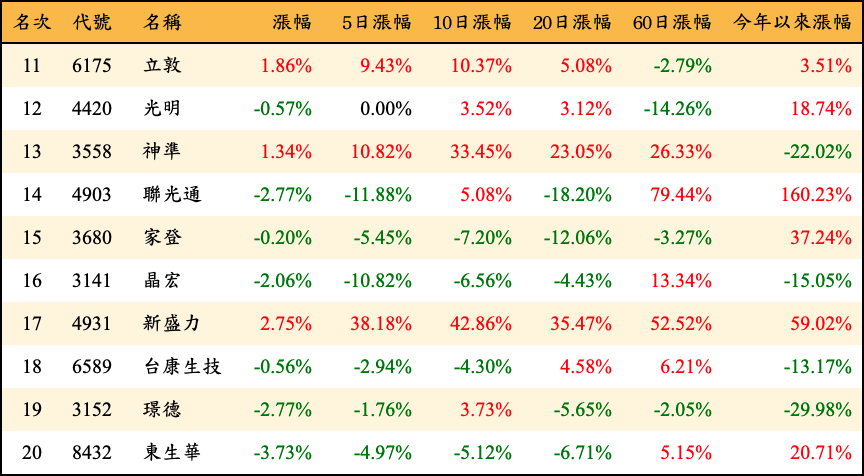 名次 代號 名稱 漲幅 5日漲幅 10日漲幅 20日漲幅 60日漲幅 今年以來漲幅
11 6175 立敦 1.86% 9.43% 10.37% 5.08% -2.79% 3.51%
12 4420 光明 -0.57% 0.00% 3.52% 3.12% -14.26% 18.74%
13 3558 神準 1.34% 10.82% 33.45% 23.05% 26.33% -22.02%
14 4903 聯光通 -2.77% -11.88% 5.08% -18.20% 79.44% 160.23%
15 3680 家登 -0.20% -5.45% -7.20% -12.06% -3.27% 37.24%
16 3141 晶宏 -2.06% -10.82% -6.56% -4.43% 13.34% -15.05%
17 4931 新盛力 2.75% 38.18% 42.86% 35.47% 52.52% 59.02%
18 6589 台康生技 -0.56% -2.94% -4.30% 4.58% 6.21% -13.17%
19 3152 璟德 -2.77% -1.76% 3.73% -5.65% -2.05% -29.98%
20 8432 東生華 -3.73% -4.97% -5.12% -6.71% 5.15% 20.71%